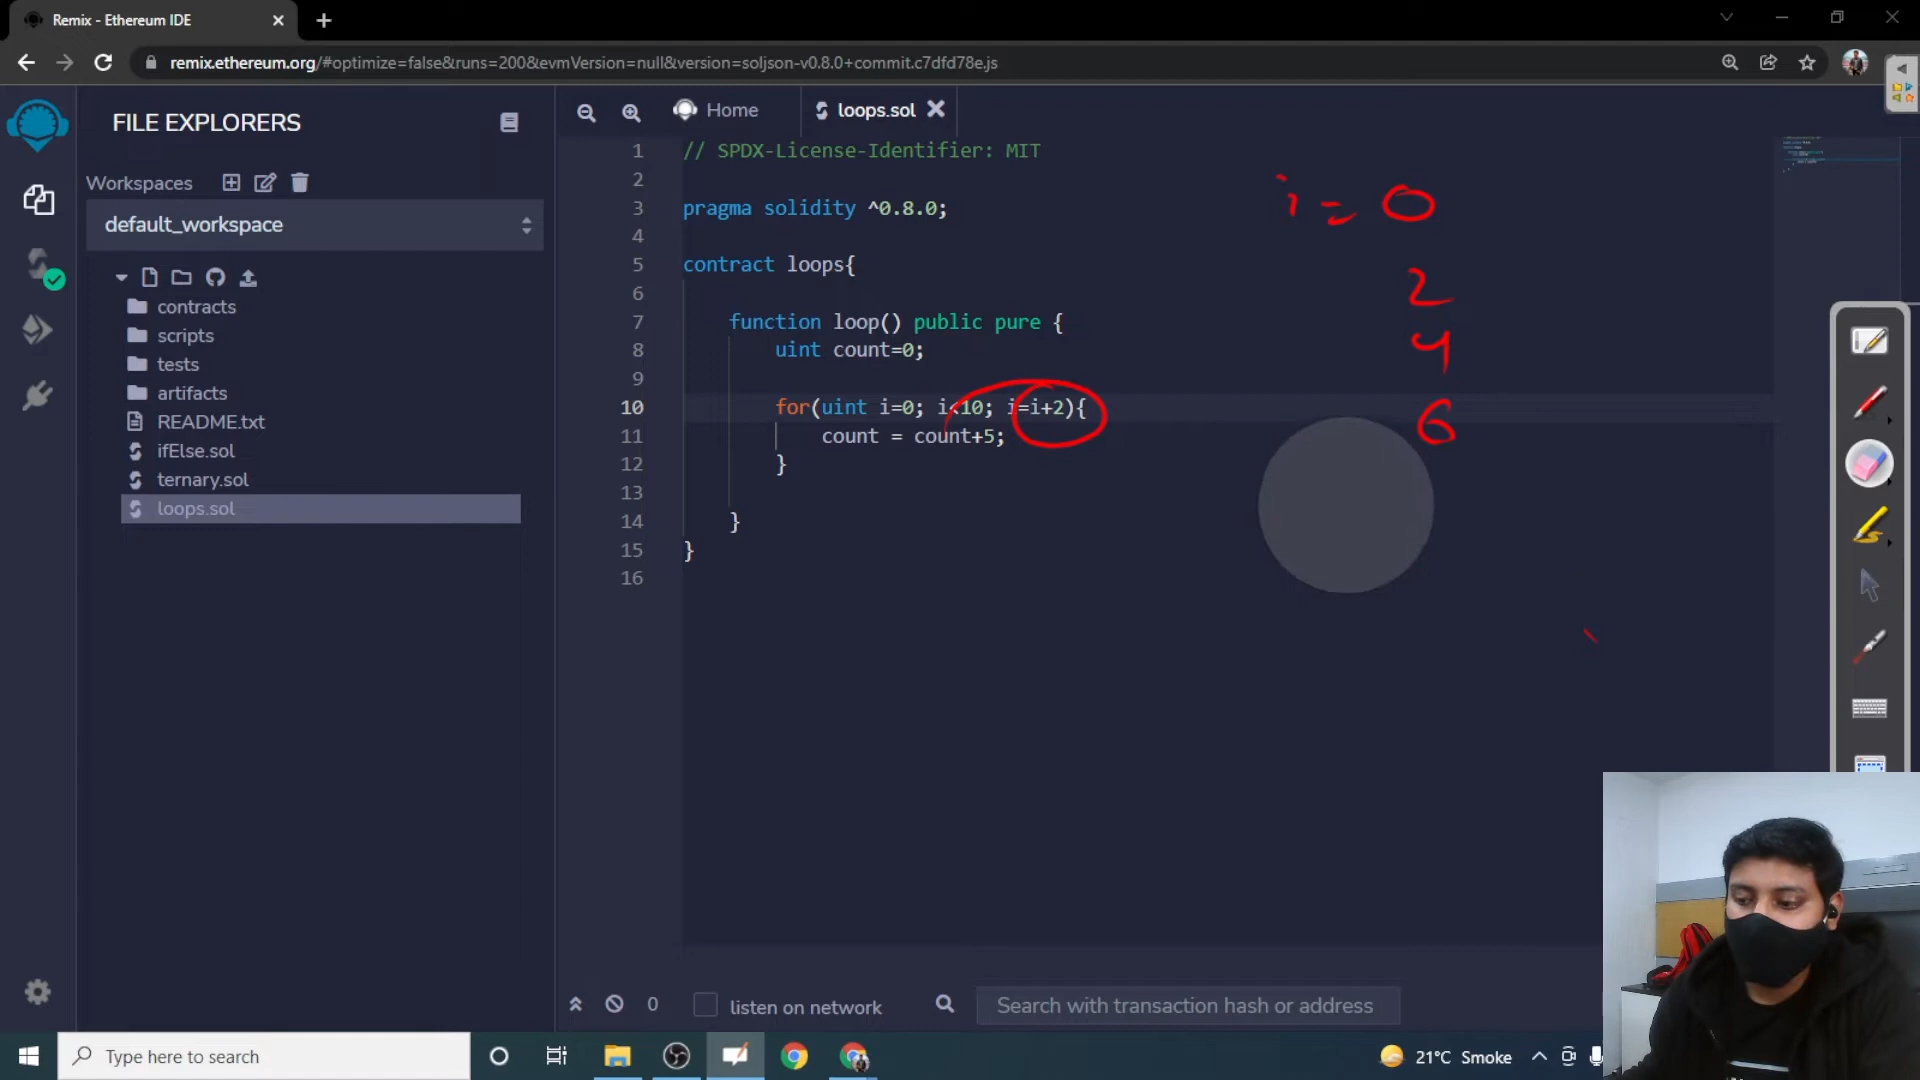 Remix - Ethereum IDE
remix.ethereum.org/#optimize=false&runs=200&evmVersion=null&version=soljson-v0.8.0+commit.c7dfd78e.js
FILE EXPLORERS
Workspaces
default_workspace
contracts
scripts
tests
artifacts
README.txt
ifElse.sol
ternary.sol
loops.sol
Home
loops.sol
1 // SPDX-License-Identifier: MIT
2
3 pragma solidity ^0.8.0;
4
5 contract loops{
6
7 function loop() public pure {
8 uint count=0;
9
10 for(uint i=0; i<10; i=i+2){
11 count = count+5;
12 }
13
14 }
15 }
16
i = 0
2
4
6
0
listen on network
Search with transaction hash or address
Type here to search
21°C Smoke